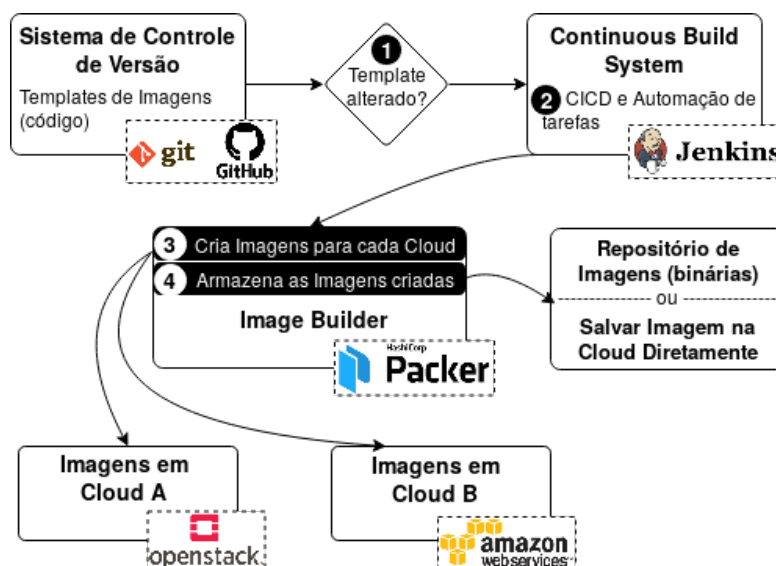 Sistema de Controle
de Versão
Templates de Imagens
(código)
git
GitHub
1
Template
alterado?
Continuous Build
System
2 CICD e Automação de
tarefas
Jenkins
3 Cria Imagens para cada Cloud
4 Armazena as Imagens criadas
Image Builder
HashiCorp
Packer
Repositório de
Imagens (binárias)
ou
Salvar Imagem na
Cloud Diretamente
Imagens em
Cloud A
openstack
Imagens em
Cloud B
amazon
webservices